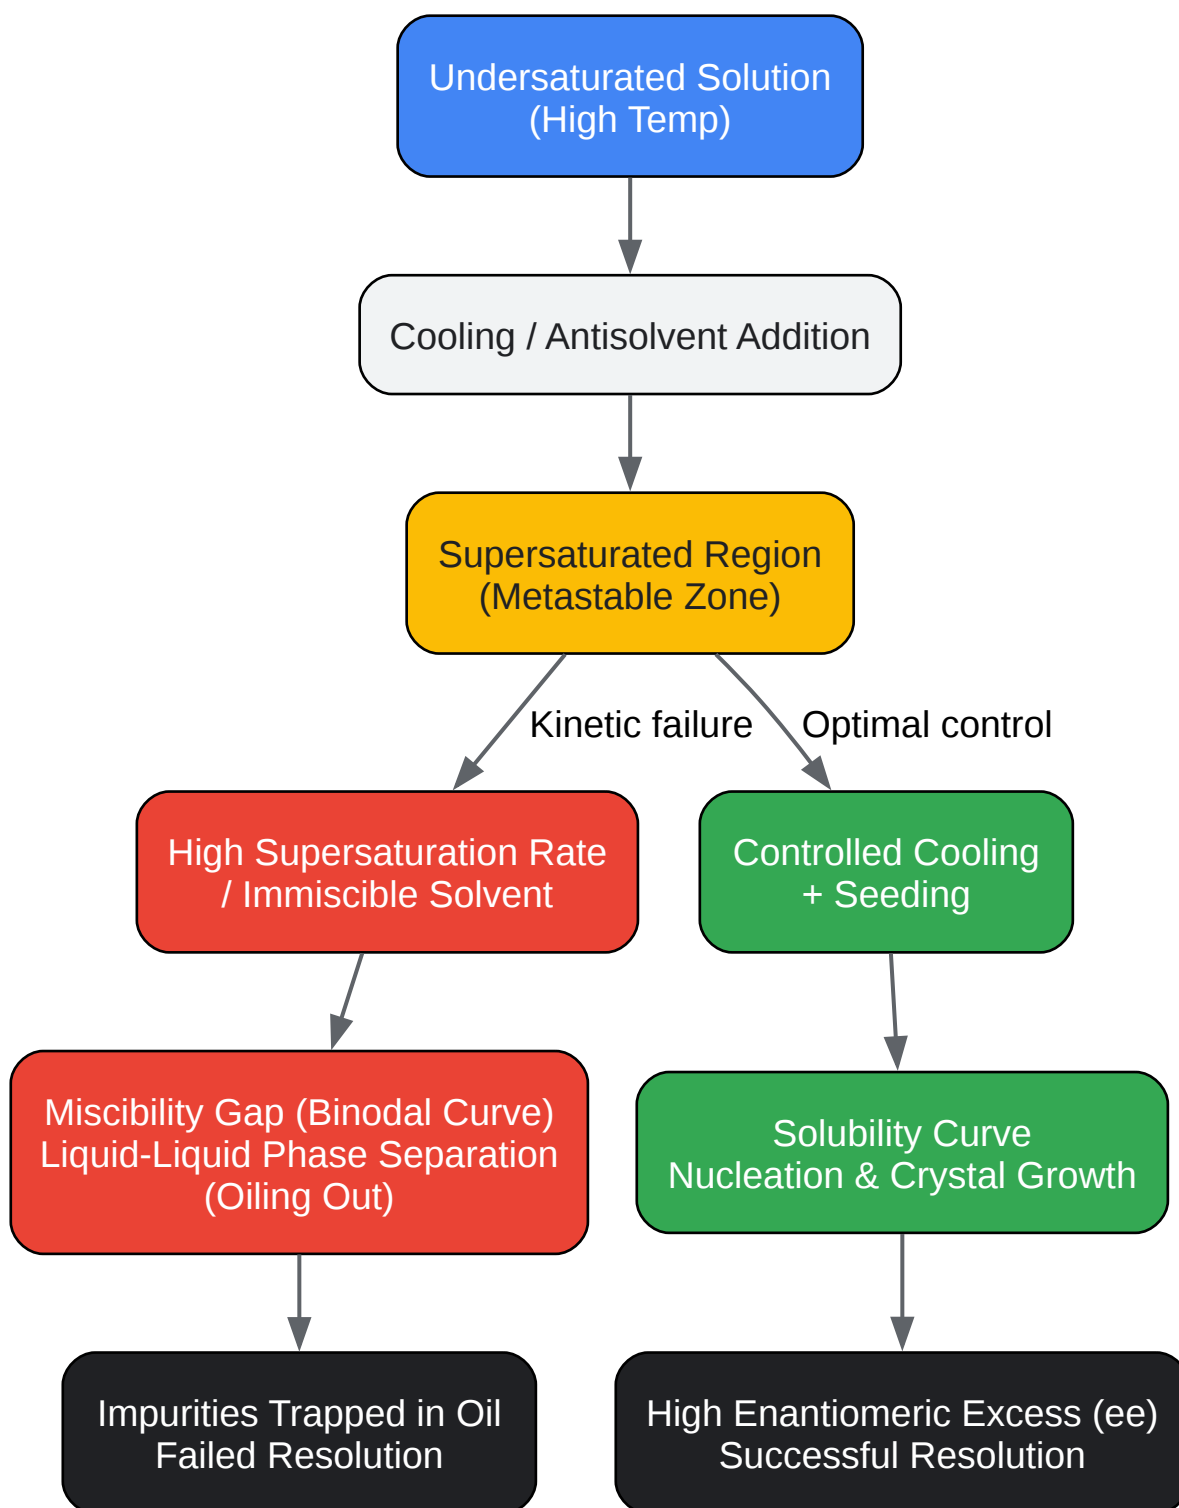 Undersaturated Solution
(High Temp)
Cooling / Antisolvent Addition
Supersaturated Region
(Metastable Zone)
Kinetic failure
Optimal control
High Supersaturation Rate
/ Immiscible Solvent
Controlled Cooling
+ Seeding
Miscibility Gap (Binodal Curve)
Liquid-Liquid Phase Separation
(Oiling Out)
Solubility Curve
Nucleation & Crystal Growth
Impurities Trapped in Oil
Failed Resolution
High Enantiomeric Excess (ee)
Successful Resolution